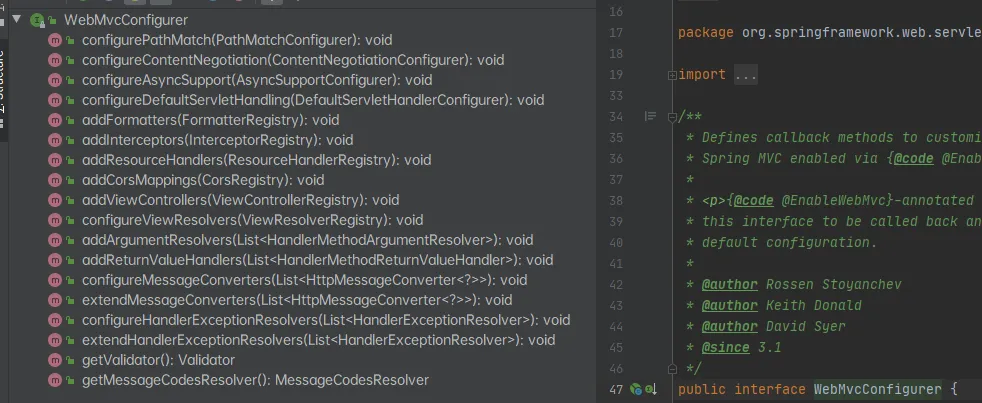 WebMvcConfigurer
configurePathMatch(PathMatchConfigurer): void
configureContentNegotiation(ContentNegotiationConfigurer): void
configureAsyncSupport(AsyncSupportConfigurer): void
configureDefaultServletHandling(DefaultServletHandlerConfigurer): void
addFormatters(FormatterRegistry): void
addInterceptors(InterceptorRegistry): void
addResourceHandlers(ResourceHandlerRegistry): void
addCorsMappings(CorsRegistry): void
addViewControllers(ViewControllerRegistry): void
configureViewResolvers(ViewResolverRegistry): void
addArgumentResolvers(List<HandlerMethodArgumentResolver>): void
addReturnValueHandlers(List<HandlerMethodReturnValueHandler>): void
configureMessageConverters(List<HttpMessageConverter<?>>): void
extendMessageConverters(List<HttpMessageConverter<?>>): void
configureHandlerExceptionResolvers(List<HandlerExceptionResolver>): void
extendHandlerExceptionResolvers(List<HandlerExceptionResolver>): void
getValidator(): Validator
getMessageCodesResolver(): MessageCodesResolver
Structure
16
17 package org.springframework.web.servle
18
19 import ...
33
34 /**
35 * Defines callback methods to customi
36 * Spring MVC enabled via {@code @Enab
37 *
38 * <p>{@code @EnableWebMvc}-annotated
39 * this interface to be called back an
40 * default configuration.
41 *
42 * @author Rossen Stoyanchev
43 * @author Keith Donald
44 * @author David Syer
45 * @since 3.1
46 */
47 public interface WebMvcConfigurer {